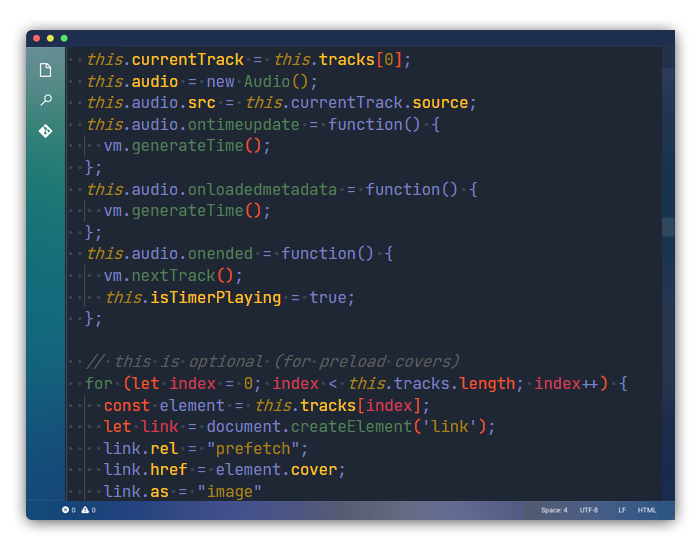 this.currentTrack = this.tracks[0];
this.audio = new Audio();
this.audio.src = this.currentTrack.source;
this.audio.ontimeupdate = function() {
  vm.generateTime();
};
this.audio.onloadedmetadata = function() {
  vm.generateTime();
};
this.audio.onended = function() {
  vm.nextTrack();
  this.isTimerPlaying = true;
};

// this is optional (for preload covers)
for (let index = 0; index < this.tracks.length; index++) {
  const element = this.tracks[index];
  let link = document.createElement('link');
  link.rel = "prefetch";
  link.href = element.cover;
  link.as = "image"
0 0 Space: 4 UTF-8 LF HTML